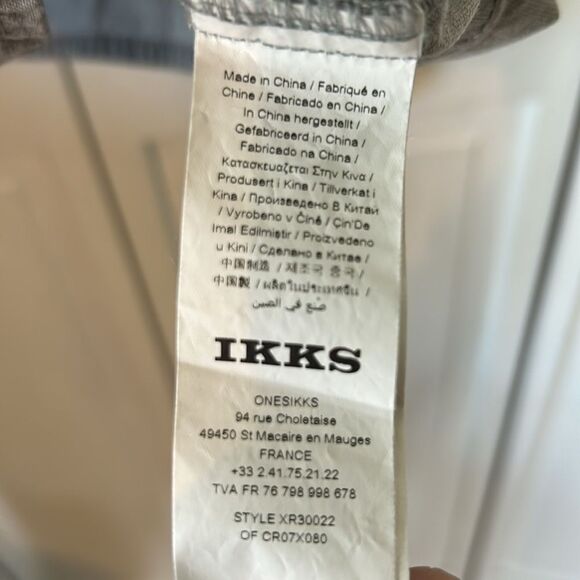 Made in China / Fabriqué en
Chine / Fabricado en China /
In China hergestellt /
Gefabriceerd in China /
Fabricado na China /
Κατασκευαζεται Στην Κινα /
Produsert i Kina / Tillverkat i
Kina / Произведено В Китай
/ Vyrobeno v Číně / Çin'De
Imal Edilmistir / Proizvedeno
u Kini / Сделано в Китае /
中国制造 / 제조국 중국 /
中国製 / ผลิตในประเทศจีน /
صنع في الصين
IKKS
ONESIKKS
94 rue Choletaise
49450 St Macaire en Mauges
FRANCE
+33 2.41.75.21.22
TVA FR 76 798 998 678
STYLE XR30022
OF CR07X080